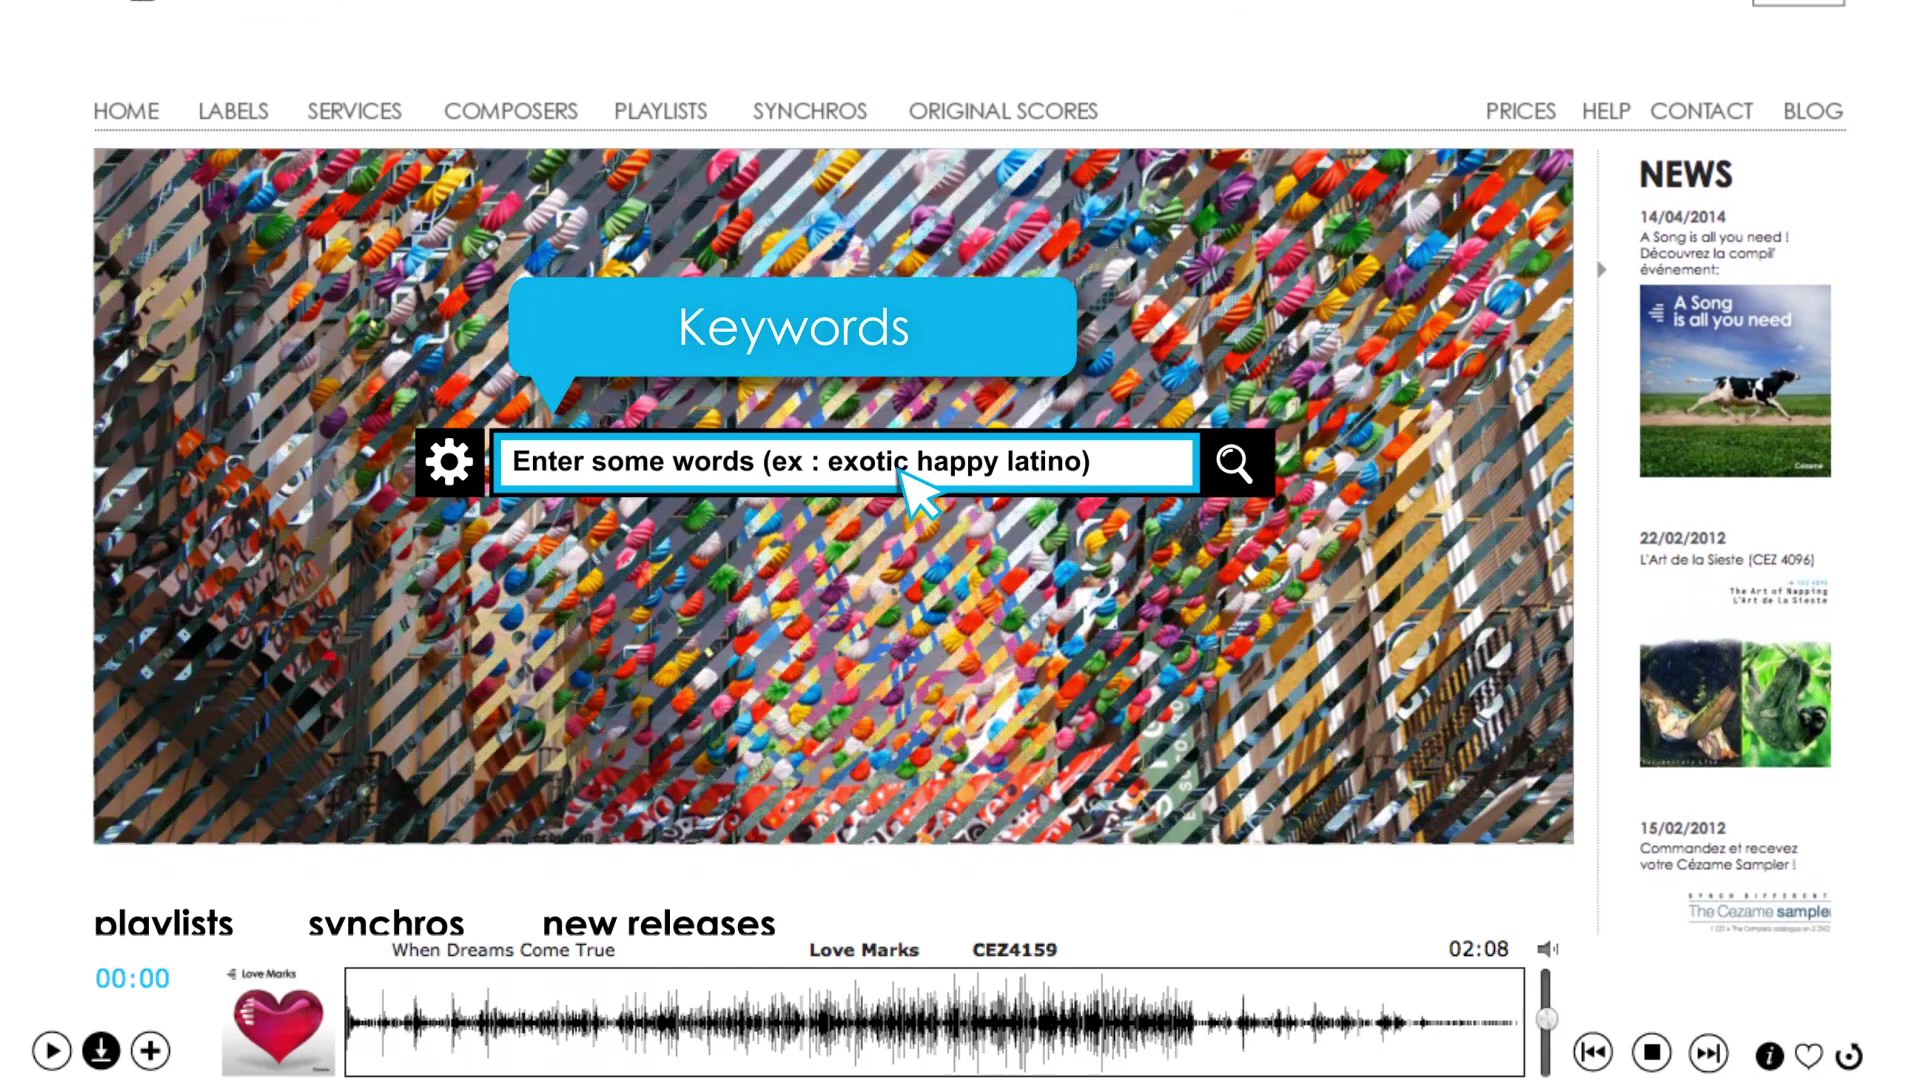 HOME LABELS SERVICES COMPOSERS PLAYLISTS SYNCHROS ORIGINAL SCORES PRICES HELP CONTACT BLOG
Keywords
Enter some words (ex : exotic happy latino)
NEWS
14/04/2014
A Song is all you need !
Découvrez la compil'
événement:
A Song
is all you need
Cézame
22/02/2012
L'Art de la Sieste (CEZ 4096)
CEZ 4096
The Art of Napping
L'Art de la Sieste
15/02/2012
Commandez et recevez
votre Cézame Sampler !
The Cezame sampler
playlists synchros new releases
When Dreams Come True Love Marks CEZ4159 02:08
00:00
Love Marks